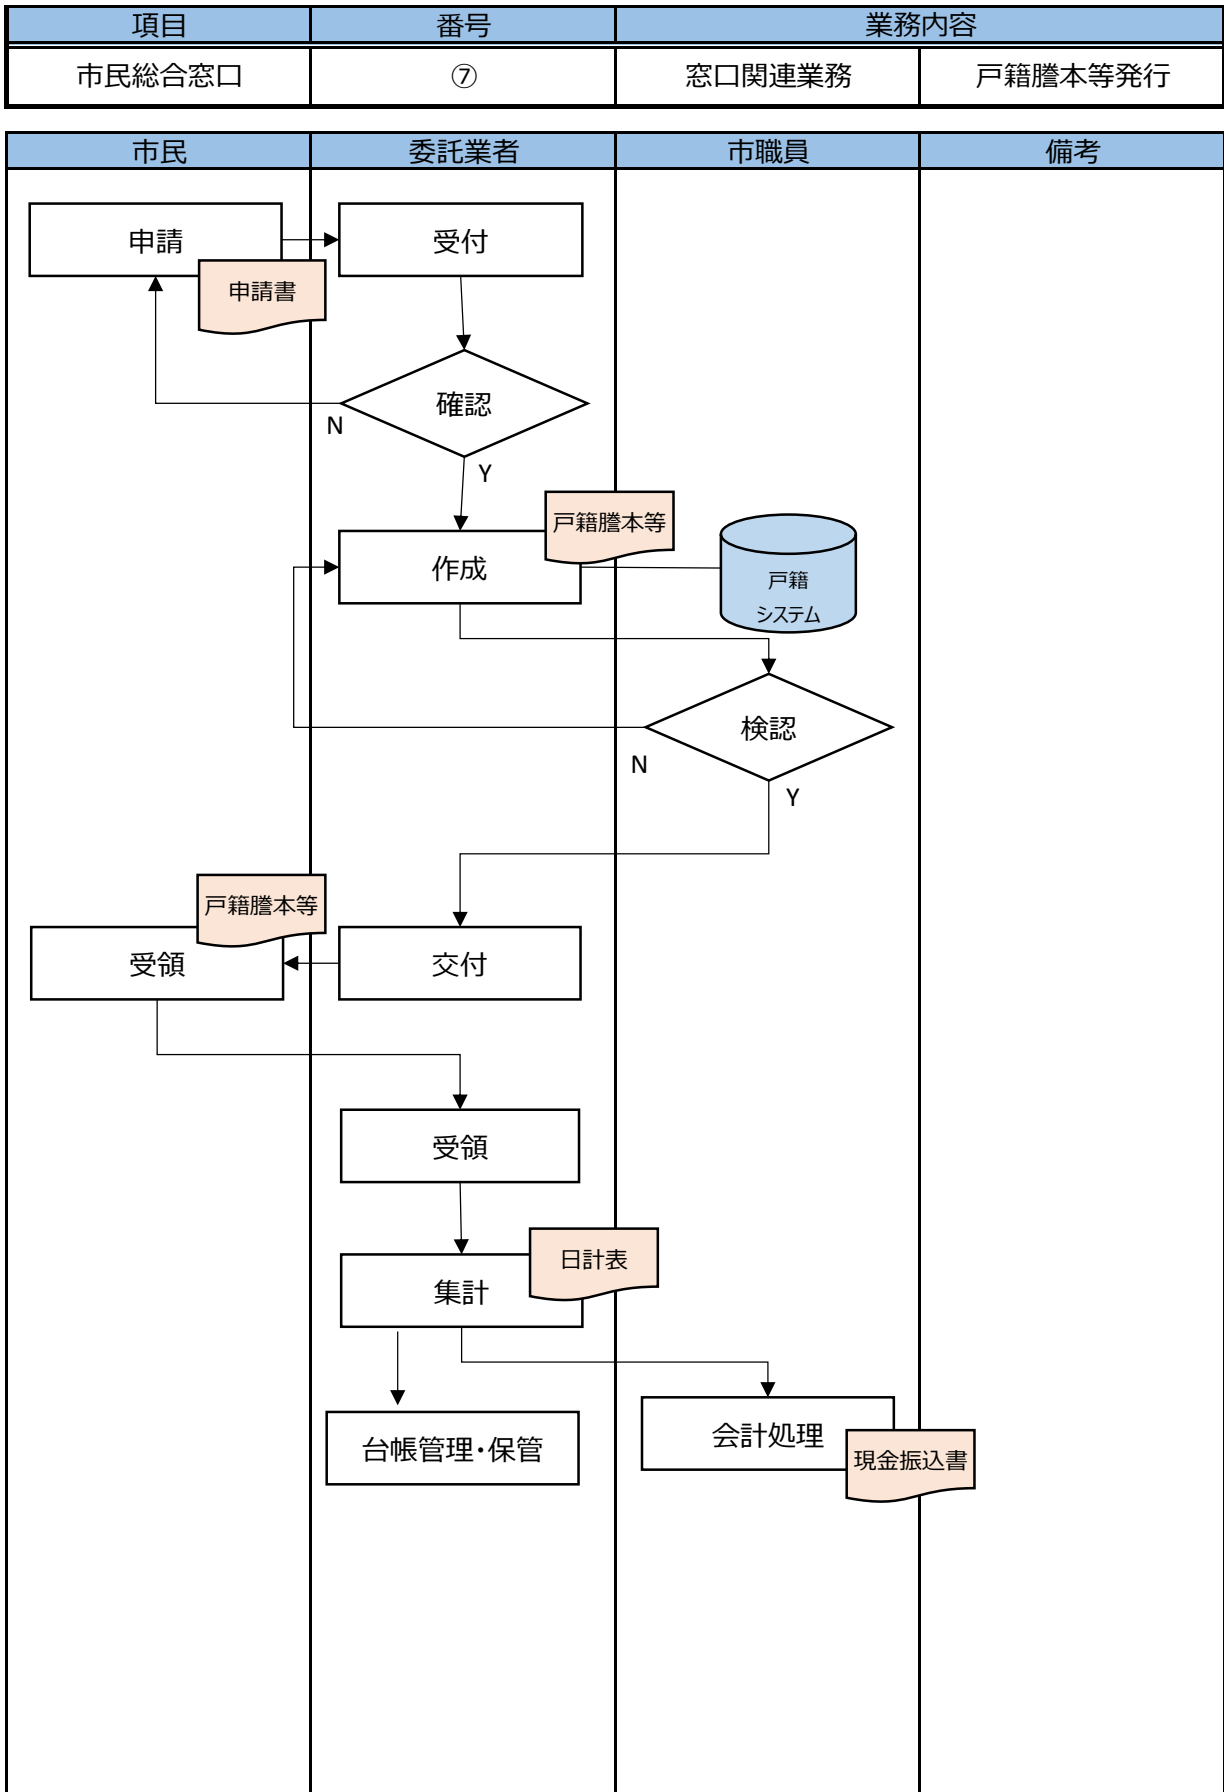 項目 番号 業務内容
市民総合窓口 ⑦ 窓口関連業務 戸籍謄本等発行
市民 委託業者 市職員 備考
申請 受付
申請書
確認
N
Y
戸籍謄本等
作成
戸籍
システム
検認
N
Y
戸籍謄本等
受領 交付
受領
日計表
集計
会計処理
台帳管理・保管
現金振込書